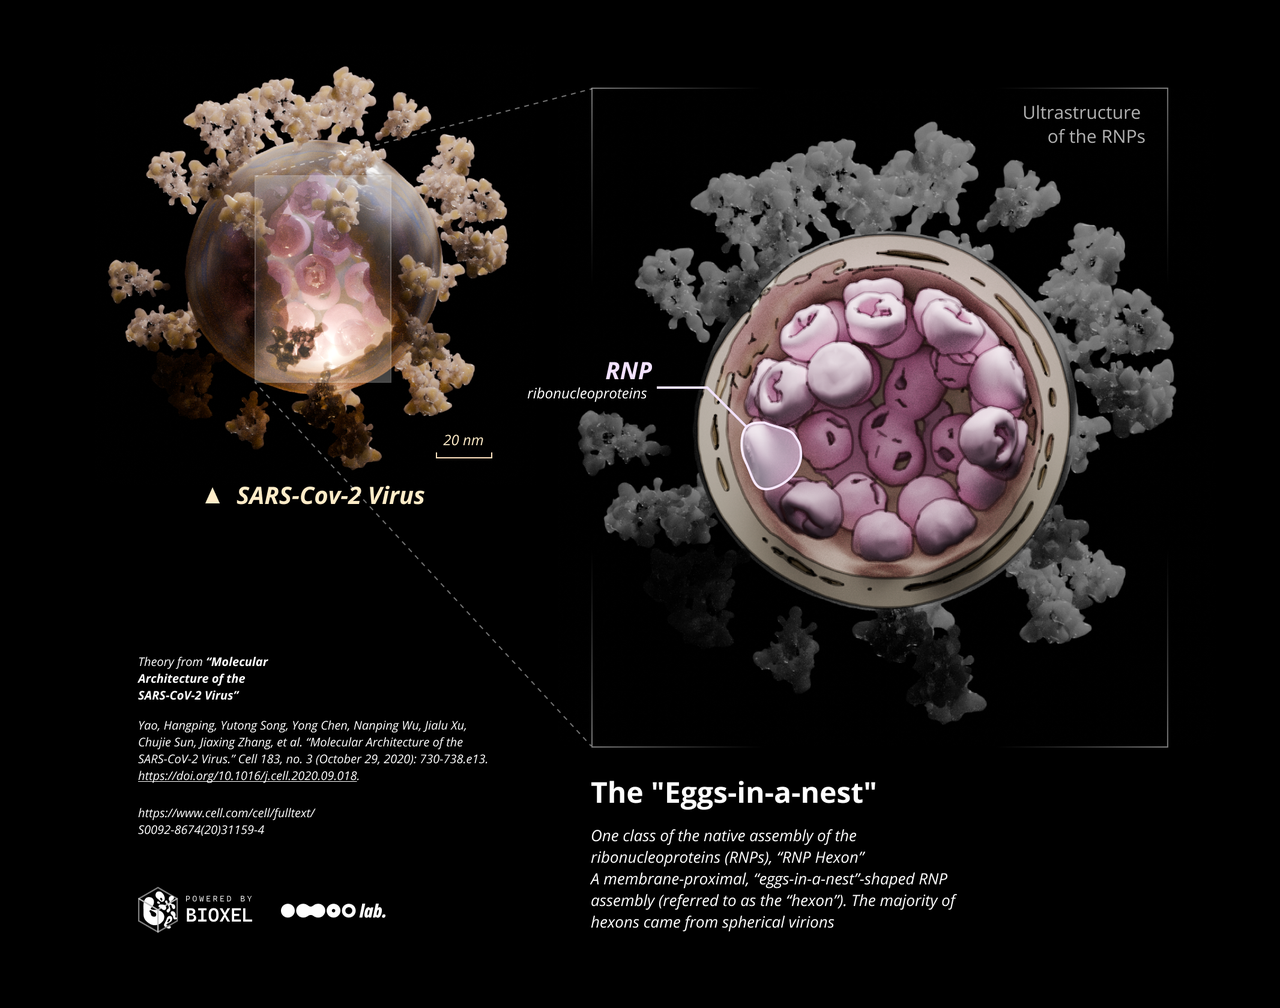 Ultrastructure
of the RNPs
RNP
ribonucleoproteins
20 nm
▲ SARS-Cov-2 Virus
Theory from “Molecular
Architecture of the
SARS-CoV-2 Virus”
Yao, Hangping, Yutong Song, Yong Chen, Nanping Wu, Jialu Xu,
Chujie Sun, Jiaxing Zhang, et al. “Molecular Architecture of the
SARS-CoV-2 Virus.” Cell 183, no. 3 (October 29, 2020): 730-738.e13.
https://doi.org/10.1016/j.cell.2020.09.018.
https://www.cell.com/cell/fulltext/
S0092-8674(20)31159-4
POWERED BY
BIOXEL
lab.
The "Eggs-in-a-nest"
One class of the native assembly of the
ribonucleoproteins (RNPs), “RNP Hexon”
A membrane-proximal, “eggs-in-a-nest”-shaped RNP
assembly (referred to as the “hexon”). The majority of
hexons came from spherical virions